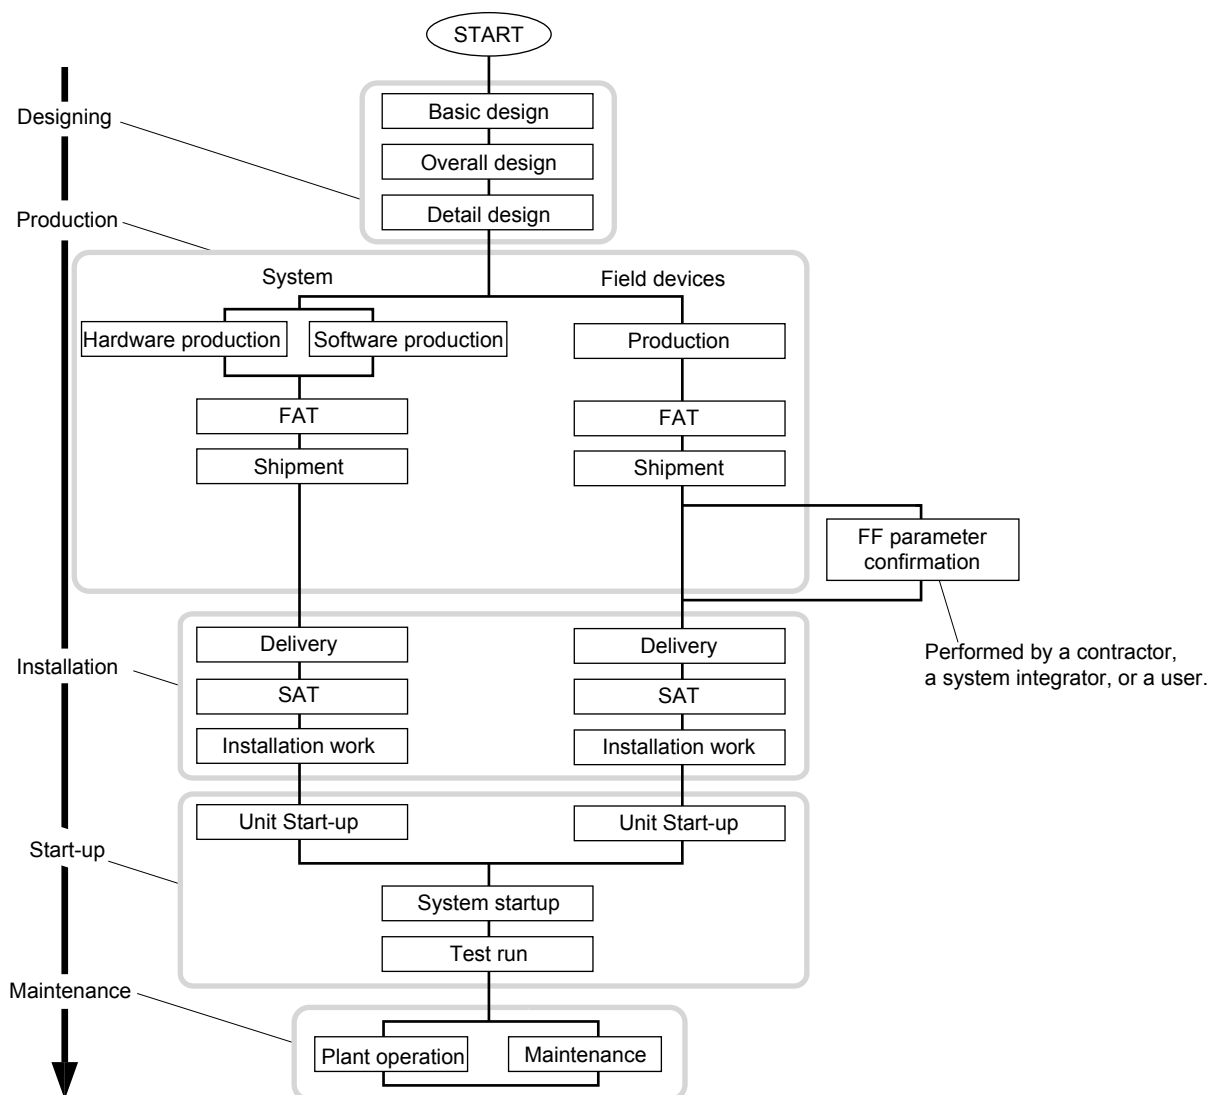 START
Designing
Basic design
Overall design
Detail design
Production
System
Field devices
Hardware production
Software production
Production
FAT
FAT
Shipment
Shipment
FF parameter
confirmation
Performed by a contractor,
a system integrator, or a user.
Installation
Delivery
Delivery
SAT
SAT
Installation work
Installation work
Start-up
Unit Start-up
Unit Start-up
System startup
Test run
Maintenance
Plant operation
Maintenance